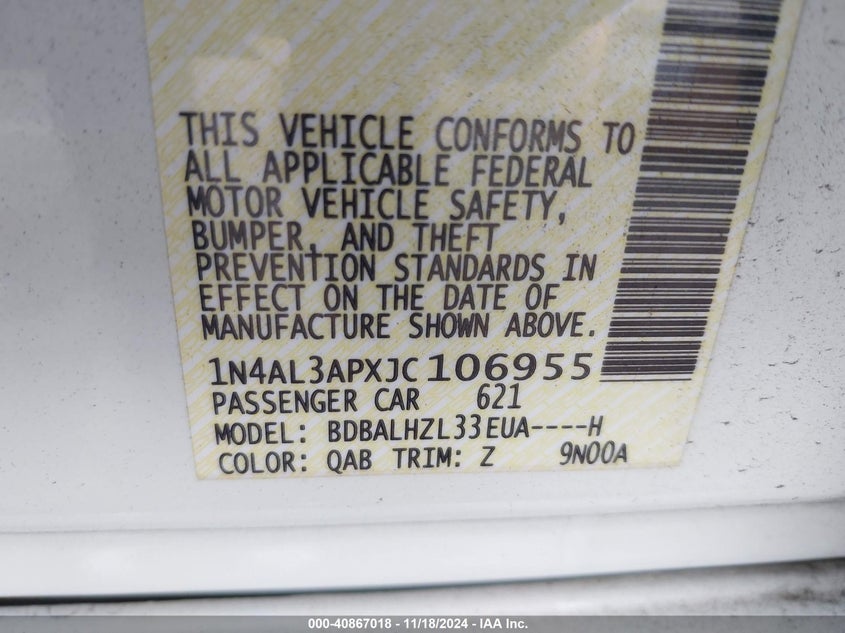 THIS VEHICLE CONFORMS TO
ALL APPLICABLE FEDERAL
MOTOR VEHICLE SAFETY,
BUMPER, AND THEFT
PREVENTION STANDARDS IN
EFFECT ON THE DATE OF
MANUFACTURE SHOWN ABOVE.
1N4AL3APXJC106955
PASSENGER CAR 621
MODEL: BDBALHZL33EUA----H
COLOR: QAB TRIM: Z 9N00A
000-40867018 - 11/18/2024 - IAA Inc.